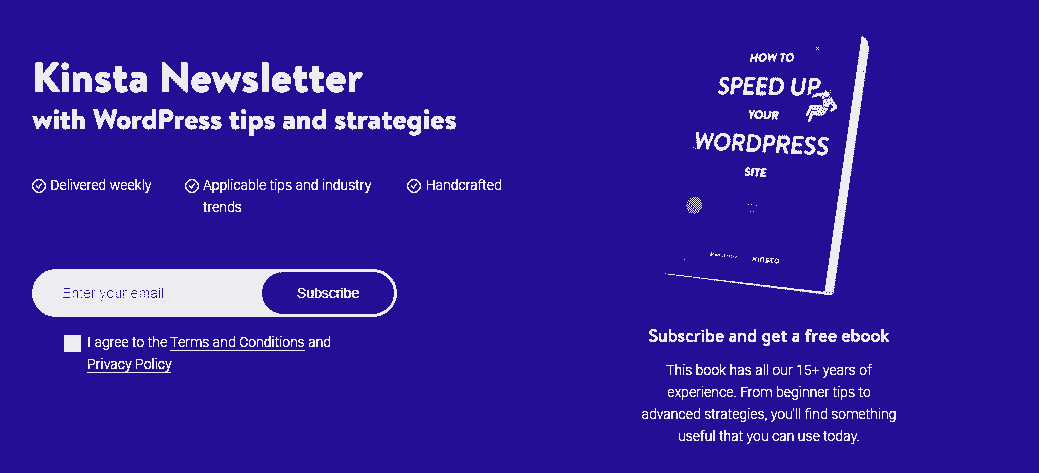 Kinsta Newsletter
with WordPress tips and strategies
Delivered weekly
Applicable tips and industry
trends
Handcrafted
Enter your email
Subscribe
I agree to the Terms and Conditions and
Privacy Policy
HOW TO
SPEED UP
YOUR
WORDPRESS
SITE
KINSTA
Subscribe and get a free ebook
This book has all our 15+ years of
experience. From beginner tips to
advanced strategies, you'll find something
useful that you can use today.